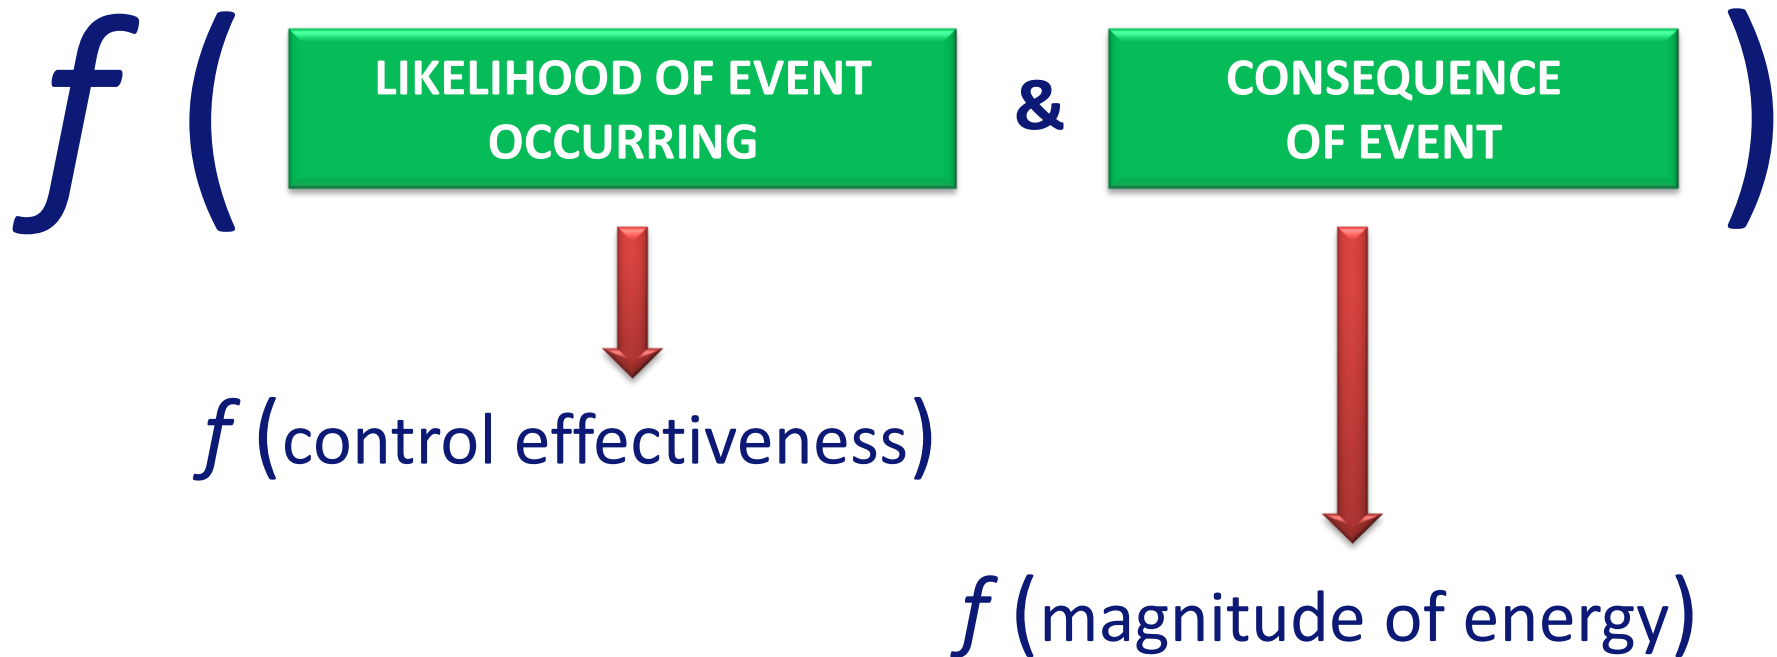 f ( LIKELIHOOD OF EVENT
OCCURRING
&
CONSEQUENCE
OF EVENT )
f (control effectiveness)
f (magnitude of energy)